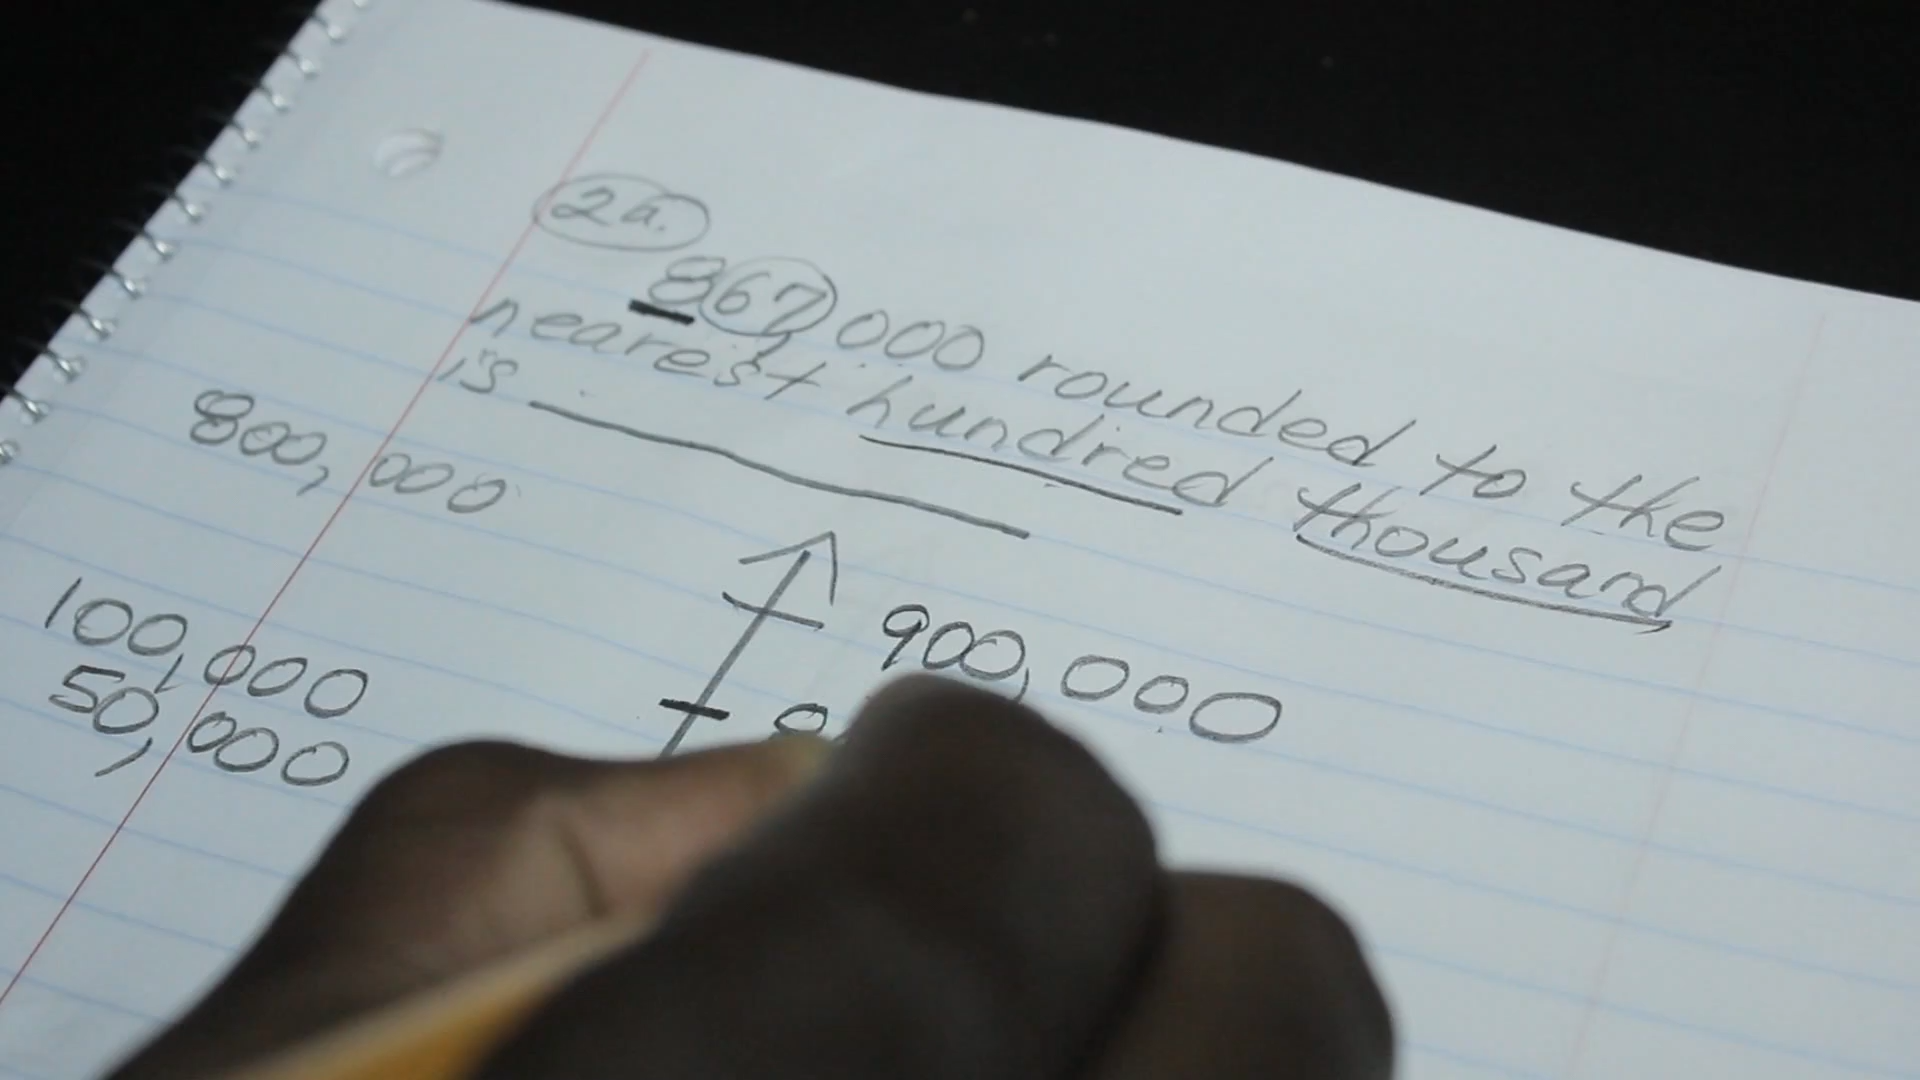 2a.
867,000 rounded to the
nearest hundred thousand
is
800,000
900,000
100,000
50,000